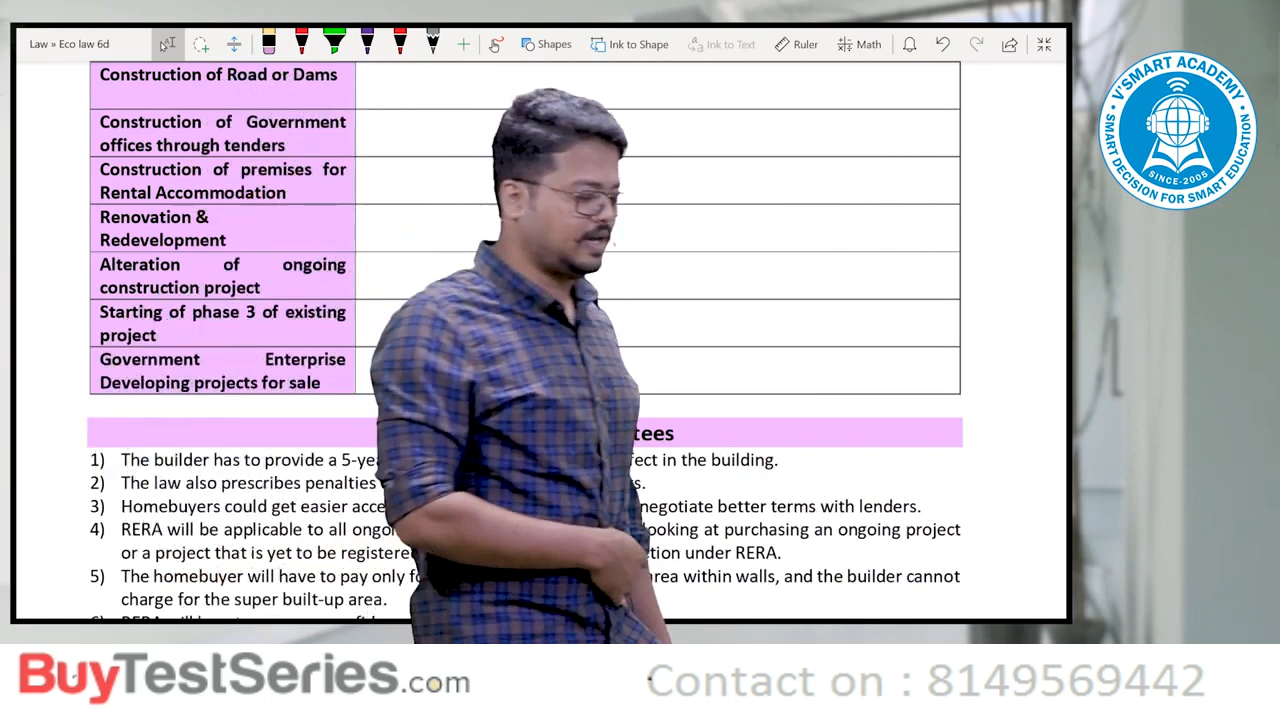 Law » Eco law 6d
Shapes
Ink to Shape
Ink to Text
Ruler
Math
Construction of Road or Dams
Construction of Government
offices through tenders
Construction of premises for
Rental Accommodation
Renovation &
Redevelopment
Alteration of ongoing
construction project
Starting of phase 3 of existing
project
Government Enterprise
Developing projects for sale
tees
1) The builder has to provide a 5-yea fect in the building.
2) The law also prescribes penalties s.
3) Homebuyers could get easier acce negotiate better terms with lenders.
4) RERA will be applicable to all ongo looking at purchasing an ongoing project
or a project that is yet to be registered tion under RERA.
5) The homebuyer will have to pay only fo area within walls, and the builder cannot
charge for the super built-up area.
V'SMART ACADEMY
SINCE-2005
SMART DECISION FOR SMART EDUCATION
BuyTestSeries.com
Contact on : 8149569442